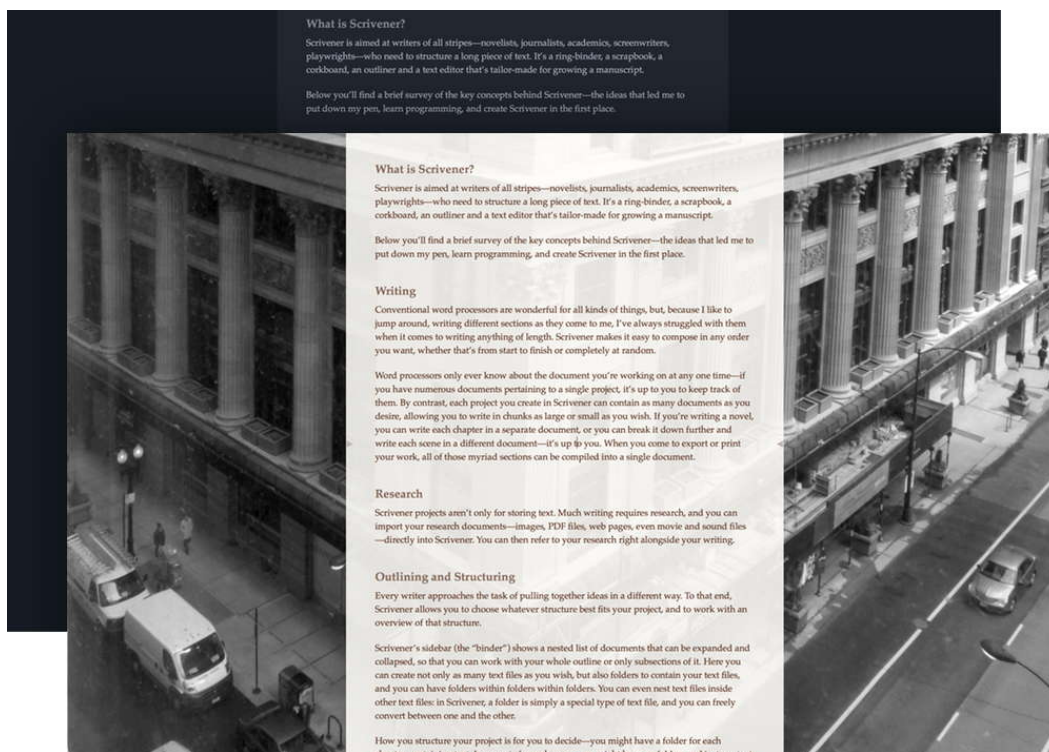 What is Scrivener?
Scrivener is aimed at writers of all stripes—novelists, journalists, academics, screenwriters,
playwrights—who need to structure a long piece of text. It's a ring-binder, a scrapbook, a
corkboard, an outliner and a text editor that's tailor-made for growing a manuscript.
Below you'll find a brief survey of the key concepts behind Scrivener—the ideas that led me to
put down my pen, learn programming, and create Scrivener in the first place.
What is Scrivener?
Scrivener is aimed at writers of all stripes—novelists, journalists, academics, screenwriters,
playwrights—who need to structure a long piece of text. It's a ring-binder, a scrapbook, a
corkboard, an outliner and a text editor that's tailor-made for growing a manuscript.
Below you'll find a brief survey of the key concepts behind Scrivener—the ideas that led me to
put down my pen, learn programming, and create Scrivener in the first place.
Writing
Conventional word processors are wonderful for all kinds of things, but, because I like to
jump around, writing different sections as they come to me, I've always struggled with them
when it comes to writing anything of length. Scrivener makes it easy to compose in any order
you want, whether that's from start to finish or completely at random.
Word processors only ever know about the document you're working on at any one time—if
you have numerous documents pertaining to a single project, it's up to you to keep track of
them. By contrast, each project you create in Scrivener can contain as many documents as you
desire, allowing you to write in chunks as large or small as you wish. If you're writing a novel,
you can write each chapter in a separate document, or you can break it down further and
write each scene in a different document—it's up to you. When you come to export or print
your work, all of those myriad sections can be compiled into a single document.
Research
Scrivener projects aren't only for storing text. Much writing requires research, and you can
import your research documents—images, PDF files, web pages, even movie and sound files
—directly into Scrivener. You can then refer to your research right alongside your writing.
Outlining and Structuring
Every writer approaches the task of pulling together ideas in a different way. To that end,
Scrivener allows you to choose whatever structure best fits your project, and to work with an
overview of that structure.
Scrivener's sidebar (the "binder") shows a nested list of documents that can be expanded and
collapsed, so that you can work with your whole outline or only subsections of it. Here you
can create not only as many text files as you wish, but also folders to contain your text files,
and you can have folders within folders within folders. You can even nest text files inside
other text files: in Scrivener, a folder is simply a special type of text file, and you can freely
convert between one and the other.
How you structure your project is for you to decide—you might have a folder for each